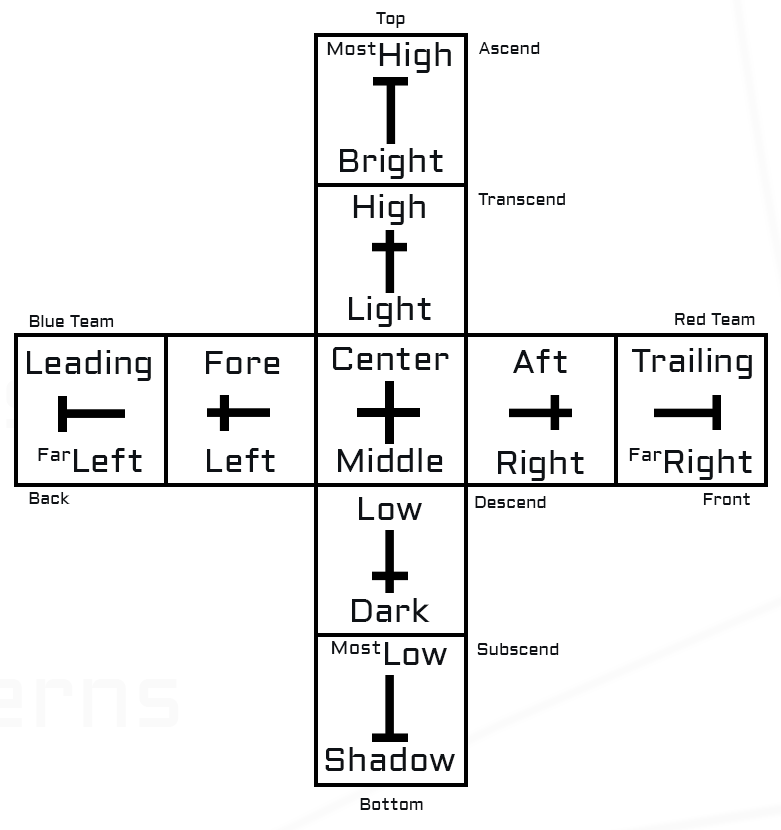 Top
Most High
Ascend
Bright
High
Transcend
Light
Blue Team
Red Team
Leading
Fore
Center
Aft
Trailing
Far Left
Left
Middle
Right
Far Right
Back
Low
Descend
Front
Dark
Most Low
Subscend
Shadow
Bottom
erns